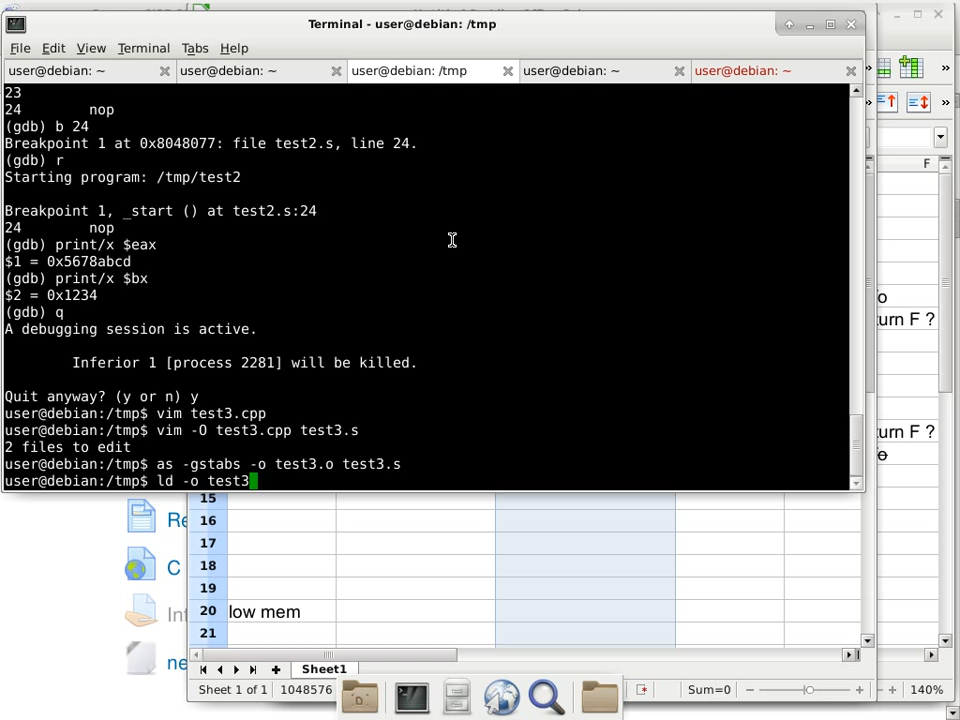 Terminal - user@debian: /tmp
File Edit View Terminal Tabs Help
user@debian: ~
user@debian: ~
user@debian: /tmp
user@debian: ~
user@debian: ~
23
24 nop
(gdb) b 24
Breakpoint 1 at 0x8048077: file test2.s, line 24.
(gdb) r
Starting program: /tmp/test2
Breakpoint 1, _start () at test2.s:24
24 nop
(gdb) print/x $eax
$1 = 0x5678abcd
(gdb) print/x $bx
$2 = 0x1234
(gdb) q
A debugging session is active.
Inferior 1 [process 2281] will be killed.
Quit anyway? (y or n) y
user@debian:/tmp$ vim test3.cpp
user@debian:/tmp$ vim -O test3.cpp test3.s
2 files to edit
user@debian:/tmp$ as -gstabs -o test3.o test3.s
user@debian:/tmp$ ld -o test3
F
urn F ?
urn F ?
15
16
17
18
19
20 low mem
21
Re
C
Int
ne
Sheet1
Sheet 1 of 1
1048576
Sum=0
140%